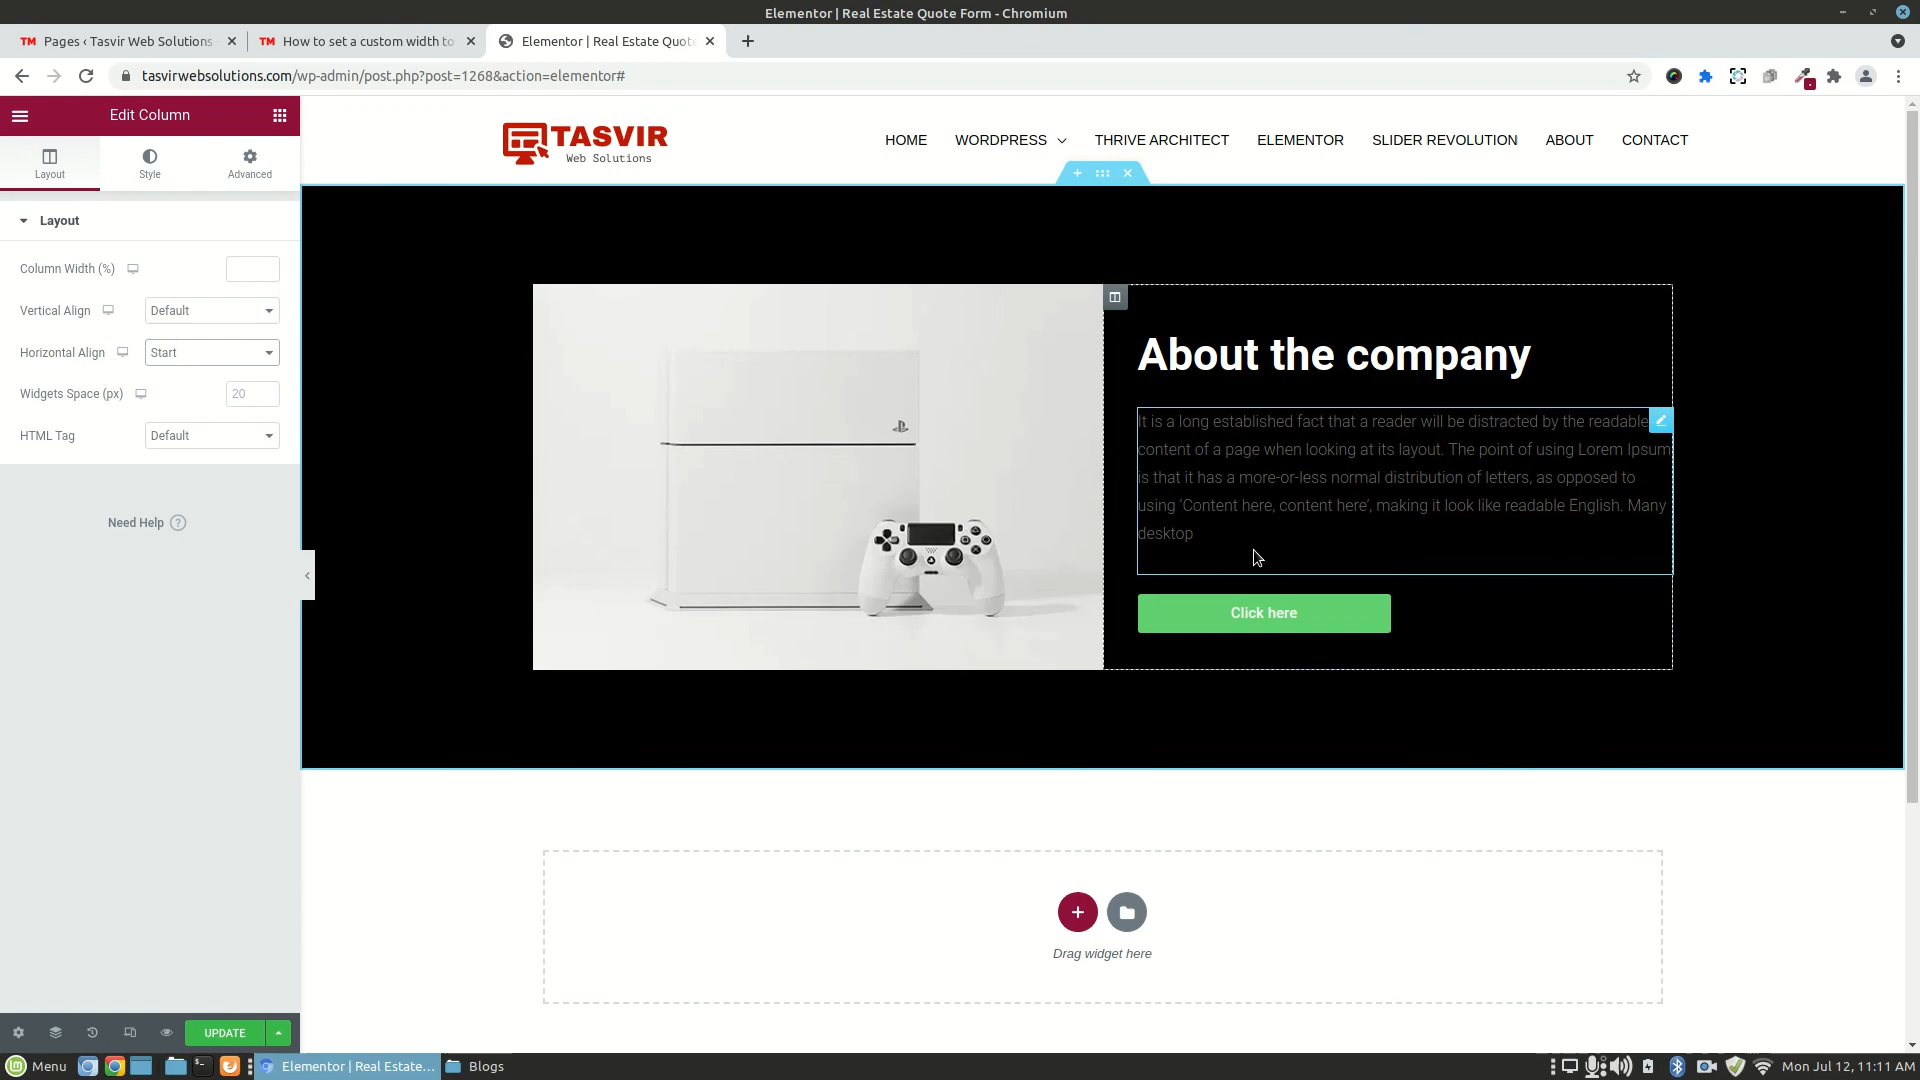 Elementor | Real Estate Quote Form - Chromium
TM Pages ‹ Tasvir Web Solutions
TM How to set a custom width to
Elementor | Real Estate Quote
tasvirwebsolutions.com/wp-admin/post.php?post=1268&action=elementor#
Edit Column
Layout
Style
Advanced
Layout
Column Width (%)
Vertical Align
Default
Horizontal Align
Start
Widgets Space (px)
20
HTML Tag
Default
Need Help ?
UPDATE
TASVIR
Web Solutions
HOME
WORDPRESS
THRIVE ARCHITECT
ELEMENTOR
SLIDER REVOLUTION
ABOUT
CONTACT
About the company
It is a long established fact that a reader will be distracted by the readable
content of a page when looking at its layout. The point of using Lorem Ipsum
is that it has a more-or-less normal distribution of letters, as opposed to
using ‘Content here, content here’, making it look like readable English. Many
desktop
Click here
Drag widget here
Menu
Elementor | Real Estate...
Blogs
Mon Jul 12, 11:11 AM